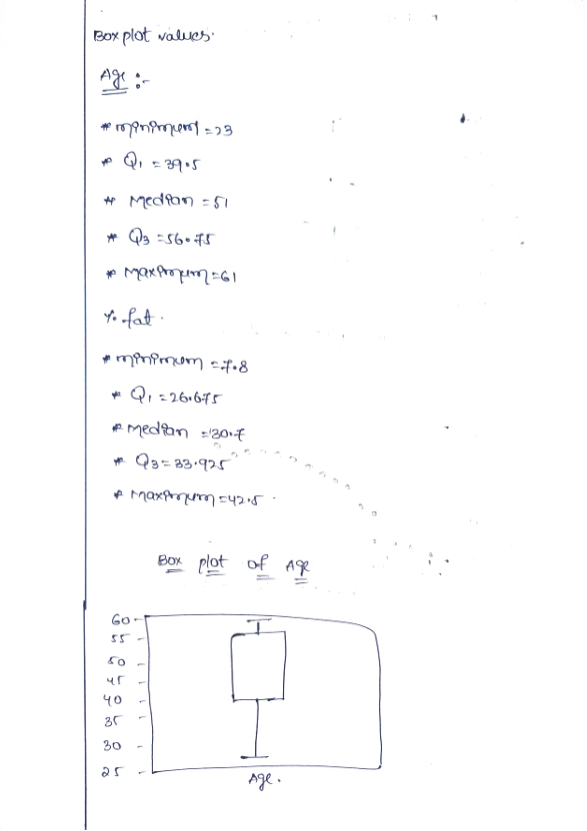 Box plot values.
Age :-
* minimum = 23
* Q1 = 39.5
* Median = 51
* Q3 = 56.75
* Maximum = 61
% fat.
* minimum = 7.8
* Q1 = 26.675
* median = 30.7
* Q3 = 33.925
* Maximum = 42.5
Box plot of Age
60
55
50
45
40
35
30
25
Age.